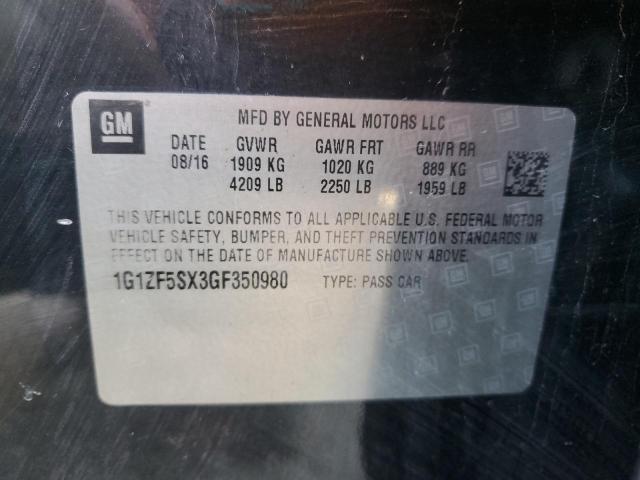 GM
MFD BY GENERAL MOTORS LLC
DATE GVWR GAWR FRT GAWR RR
08/16 1909 KG 1020 KG 889 KG
4209 LB 2250 LB 1959 LB
THIS VEHICLE CONFORMS TO ALL APPLICABLE U.S. FEDERAL MOTOR
VEHICLE SAFETY, BUMPER, AND THEFT PREVENTION STANDARDS IN
EFFECT ON THE DATE OF MANUFACTURE SHOWN ABOVE.
1G1ZF5SX3GF350980 TYPE: PASS CAR